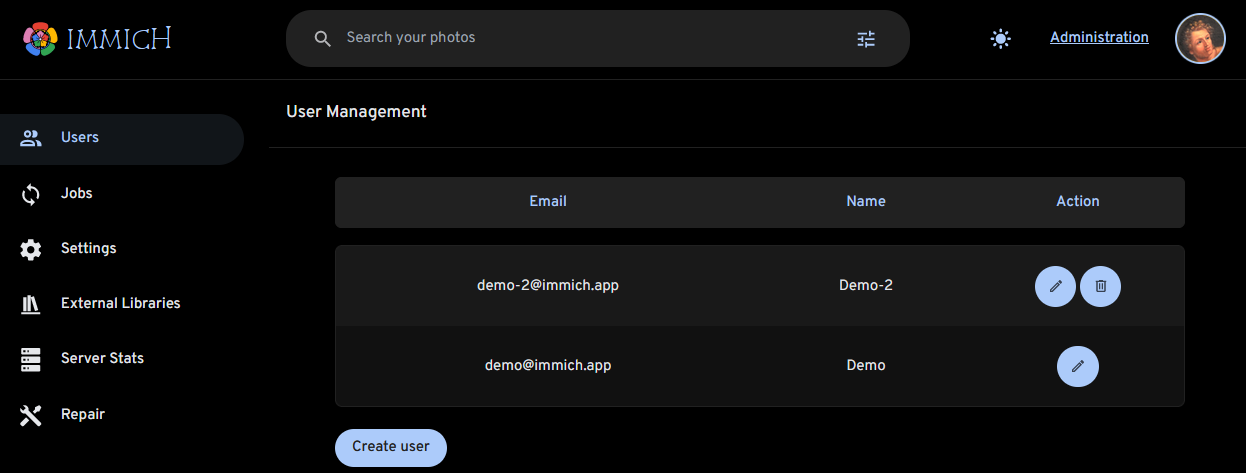 IMMICH
Search your photos
Administration
User Management
Users
Jobs
Settings
External Libraries
Server Stats
Repair
Email Name Action
demo-2@immich.app Demo-2
demo@immich.app Demo
Create user